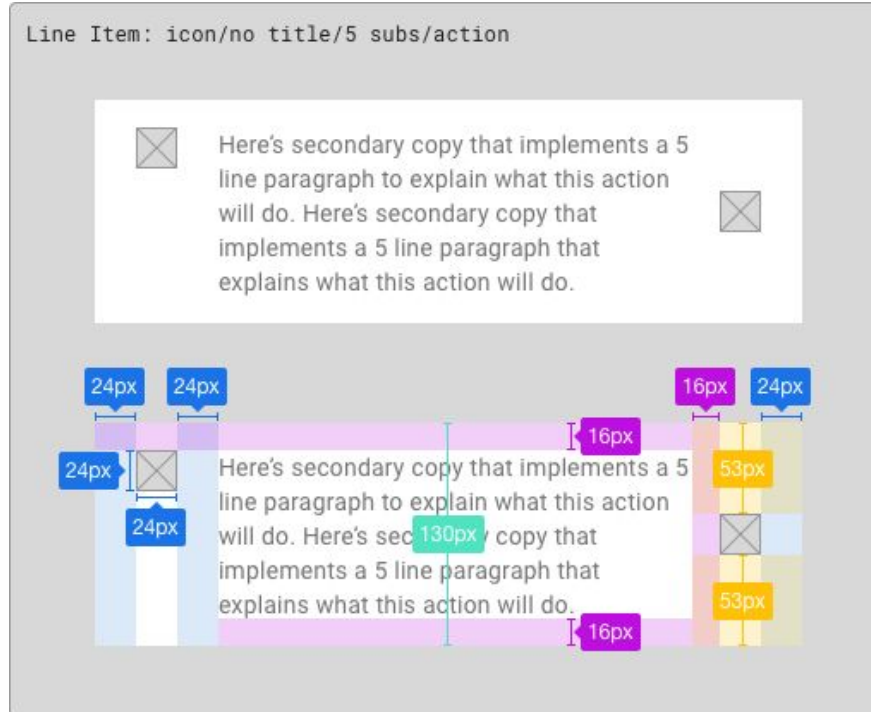 Line Item: icon/no title/5 subs/action
Here's secondary copy that implements a 5
line paragraph to explain what this action
will do. Here's secondary copy that
implements a 5 line paragraph that
explains what this action will do.
24px
24px
16px
24px
16px
24px
Here's secondary copy that implements a 5
53px
line paragraph to explain what this action
24px
will do. Here's sec
130px
y copy that
implements a 5 line paragraph that
explains what this action will do.
53px
16px